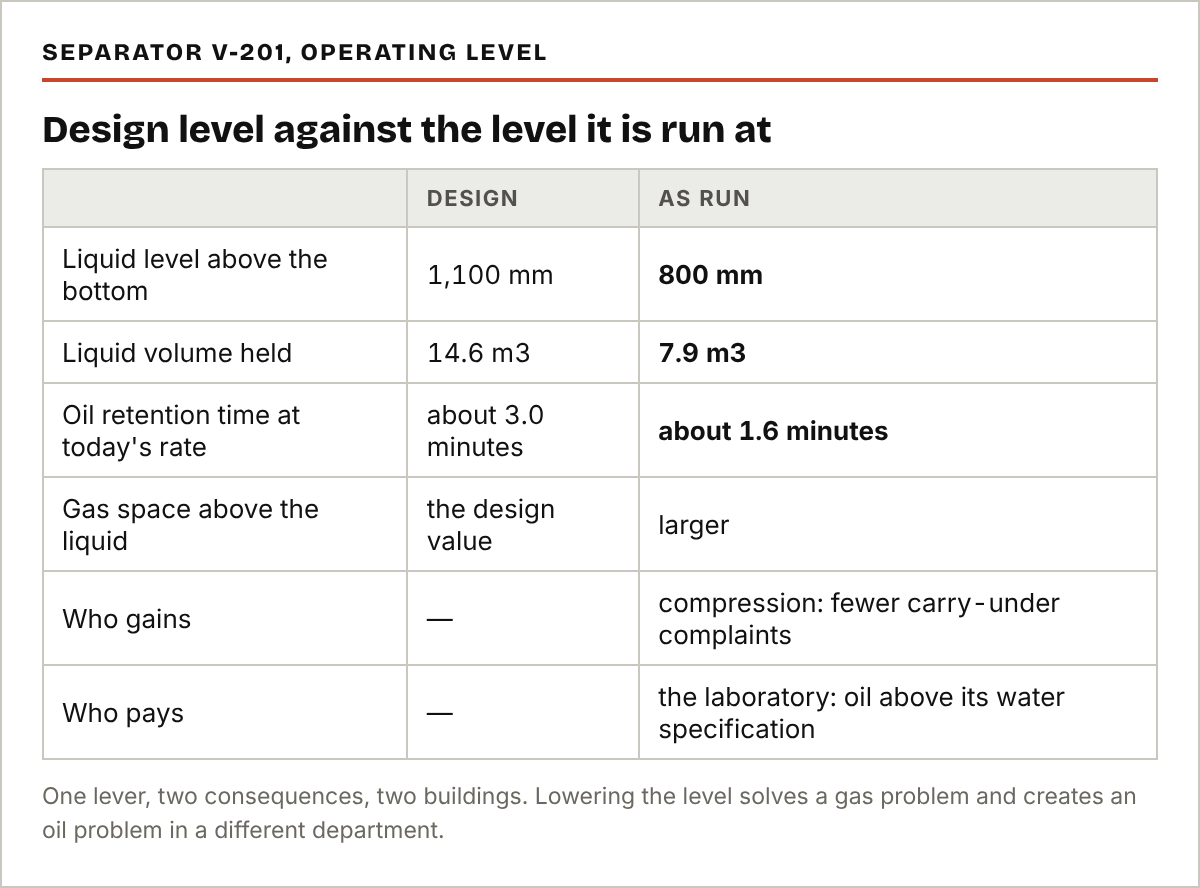 SEPARATOR V-201, OPERATING LEVEL
Design level against the level it is run at
DESIGN
AS RUN
Liquid level above the
bottom
1,100 mm
800 mm
Liquid volume held
14.6 m3
7.9 m3
Oil retention time at
today's rate
about 3.0
minutes
about 1.6 minutes
Gas space above the
liquid
the design
value
larger
Who gains
—
compression: fewer carry-under
complaints
Who pays
—
the laboratory: oil above its water
specification
One lever, two consequences, two buildings. Lowering the level solves a gas problem and creates an
oil problem in a different department.